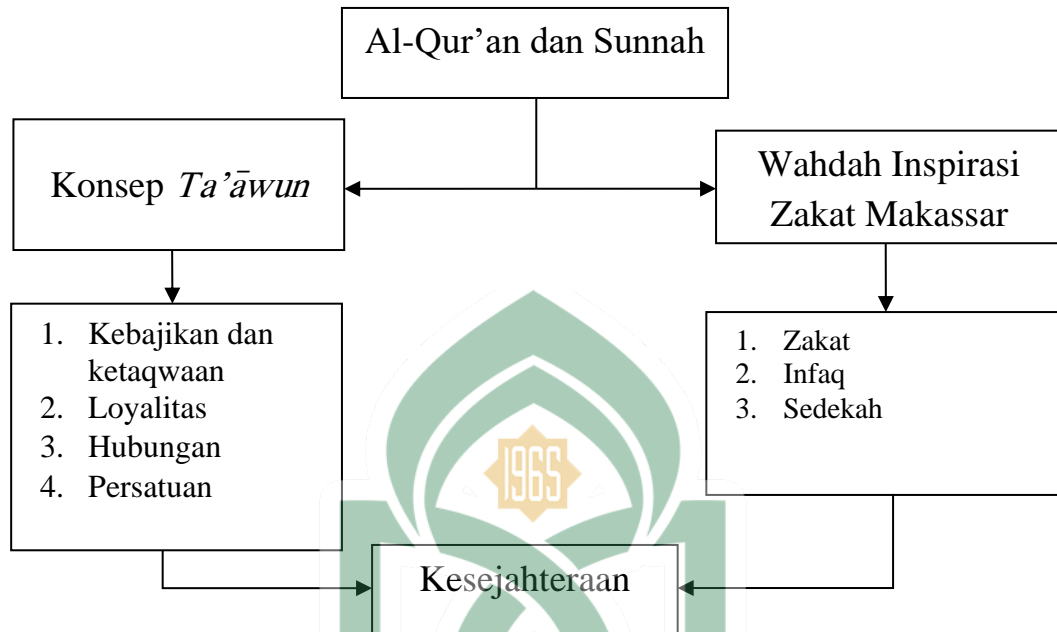 Al-Qur’an dan Sunnah
Konsep Ta’āwun
Wahdah Inspirasi
Zakat Makassar
1. Kebajikan dan
ketaqwaan
2. Loyalitas
3. Hubungan
4. Persatuan
1. Zakat
2. Infaq
3. Sedekah
1965
Kesejahteraan